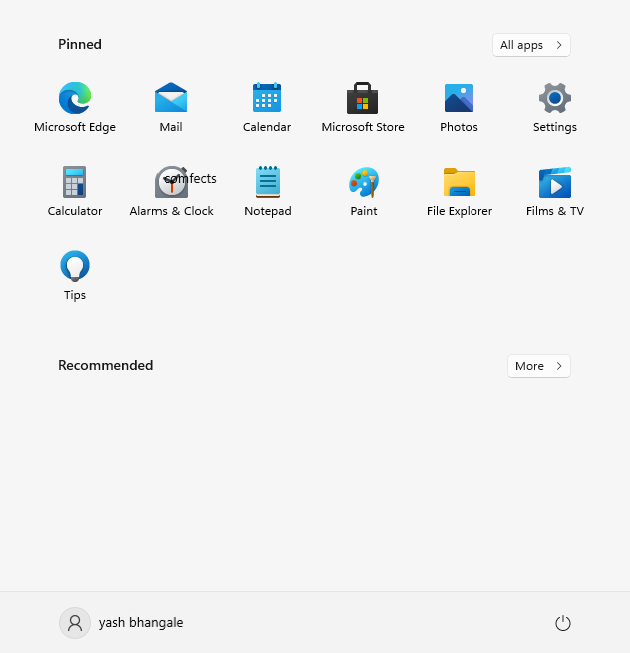 Pinned
All apps
Microsoft Edge
Mail
Calendar
Microsoft Store
Photos
Settings
comfects
Calculator
Alarms & Clock
Notepad
Paint
File Explorer
Films & TV
Tips
Recommended
More
yash bhangale